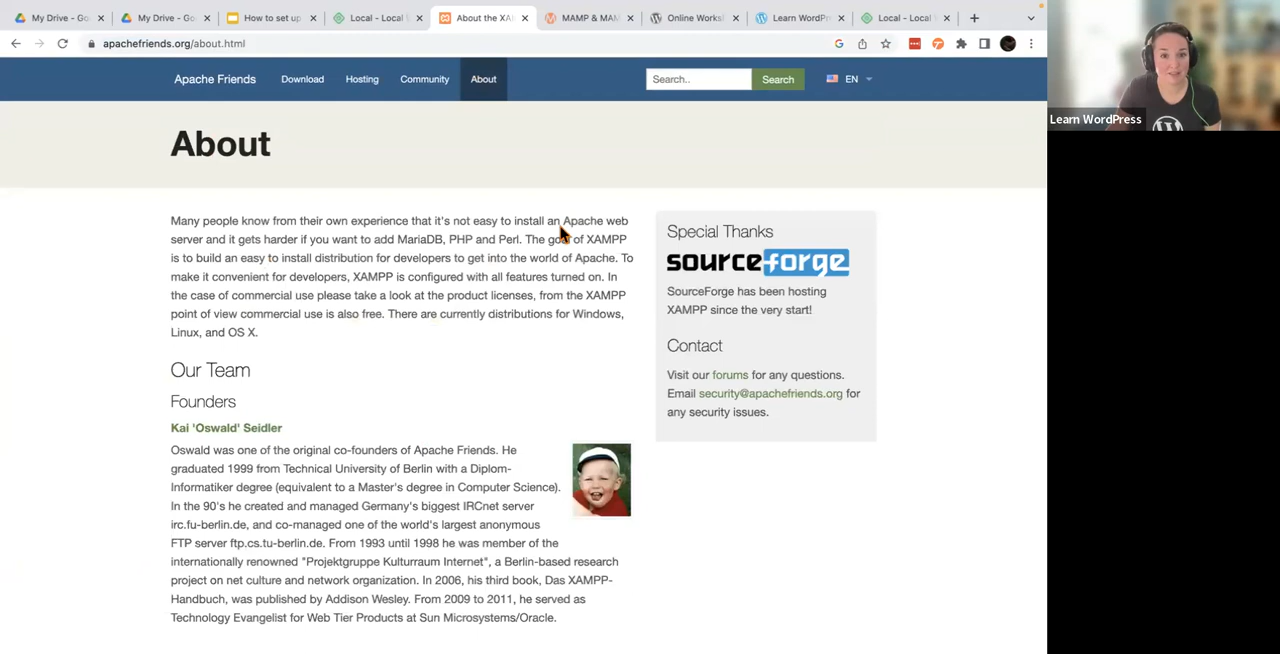 My Drive - Go
My Drive - Go
How to set up
Local - Local
About the XA
MAMP & MA
Online Works
Learn WordPr
Local - Local
apachefriends.org/about.html
Apache Friends Download Hosting Community About Search.. Search EN
About
Many people know from their own experience that it's not easy to install an Apache web
server and it gets harder if you want to add MariaDB, PHP and Perl. The goal of XAMPP
is to build an easy to install distribution for developers to get into the world of Apache. To
make it convenient for developers, XAMPP is configured with all features turned on. In
the case of commercial use please take a look at the product licenses, from the XAMPP
point of view commercial use is also free. There are currently distributions for Windows,
Linux, and OS X.
Our Team
Founders
Kai 'Oswald' Seidler
Oswald was one of the original co-founders of Apache Friends. He
graduated 1999 from Technical University of Berlin with a Diplom-
Informatiker degree (equivalent to a Master's degree in Computer Science).
In the 90's he created and managed Germany's biggest IRCnet server
irc.fu-berlin.de, and co-managed one of the world's largest anonymous
FTP server ftp.cs.tu-berlin.de. From 1993 until 1998 he was member of the
internationally renowned "Projektgruppe Kulturraum Internet", a Berlin-based research
project on net culture and network organization. In 2006, his third book, Das XAMPP-
Handbuch, was published by Addison Wesley. From 2009 to 2011, he served as
Technology Evangelist for Web Tier Products at Sun Microsystems/Oracle.
Special Thanks
sourceforge
SourceForge has been hosting
XAMPP since the very start!
Contact
Visit our forums for any questions.
Email security@apachefriends.org for
any security issues.
Learn WordPress